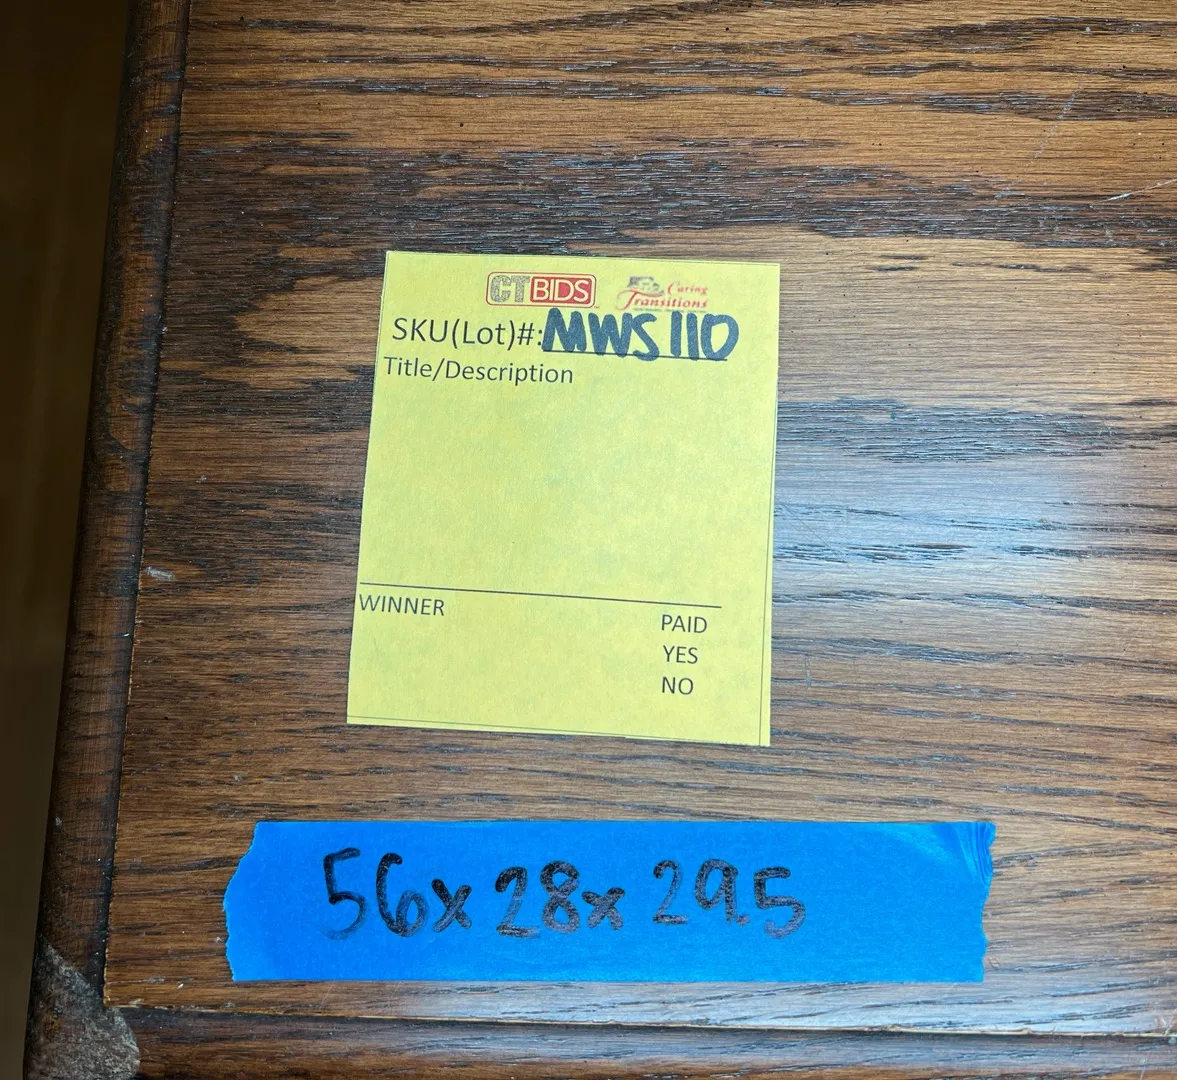 CTBIDS Caring
Transitions
SKU(Lot)#: MWS 110
Title/Description
WINNER
PAID
YES
NO
56x 28x 29.5